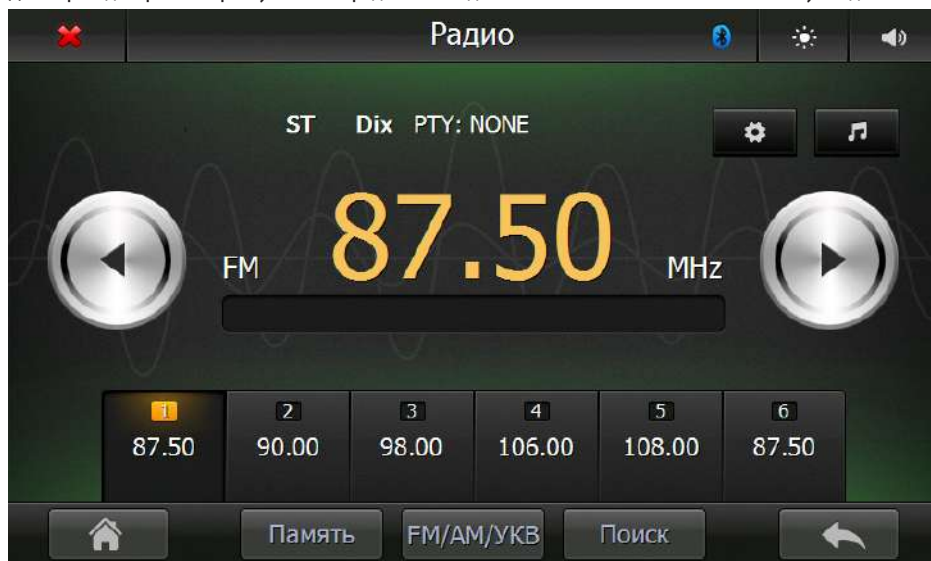 Радио
ST Dix PTY: NONE
FM 87.50 MHz
1 2 3 4 5 6
87.50 90.00 98.00 106.00 108.00 87.50
Память FM/AM/УКВ Поиск